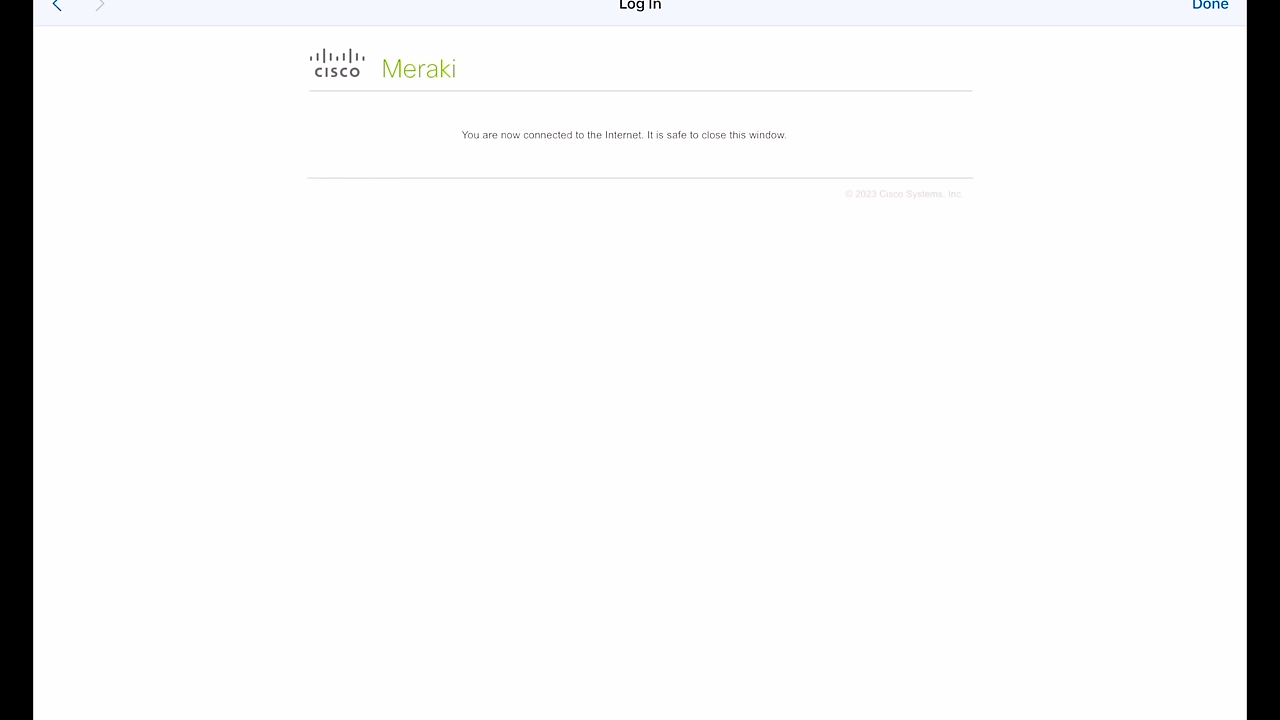 Log In
Done
CISCO Meraki
You are now connected to the Internet. It is safe to close this window.
© 2023 Cisco Systems, Inc.